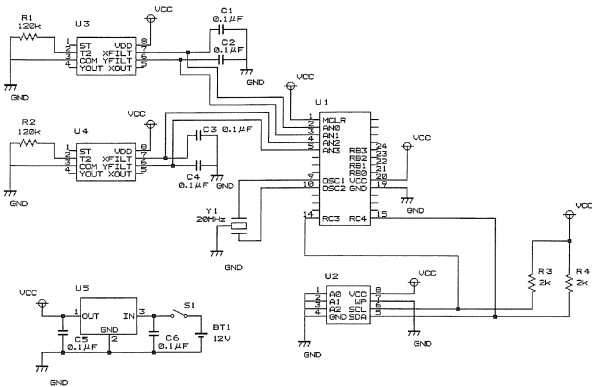 R1
120k
U3
VCC
C1
0.1µF
1 ST VDD 8
2 T2 XFILT 7
3 COM YFILT 6
4 YOUT XOUT 5
C2
0.1µF
GND
GND
VCC
R2
120k
U4
VCC
C3 0.1µF
1 ST VDD 8
2 T2 XFILT 7
3 COM YFILT 6
4 YOUT XOUT 5
C4
0.1µF
GND
GND
U1
1 MCLR
2 AN0
3 AN1
4 AN2
5 AN3
RB3 24
RB2 23
RB1 22
RB0 21
VCC 20
GND 19
9 OSC1
10 OSC2
14 RC3 RC4 15
VCC
GND
Y1
20MHz
GND
VCC
R3
2k
R4
2k
U2
VCC
1 A0 VCC 8
2 A1 WP 7
3 A2 SCL 6
4 GND SDA 5
GND
GND
VCC
U5
1 OUT IN 3
GND
2
S1
C5
0.1µF
C6
0.1µF
BT1
12V
GND